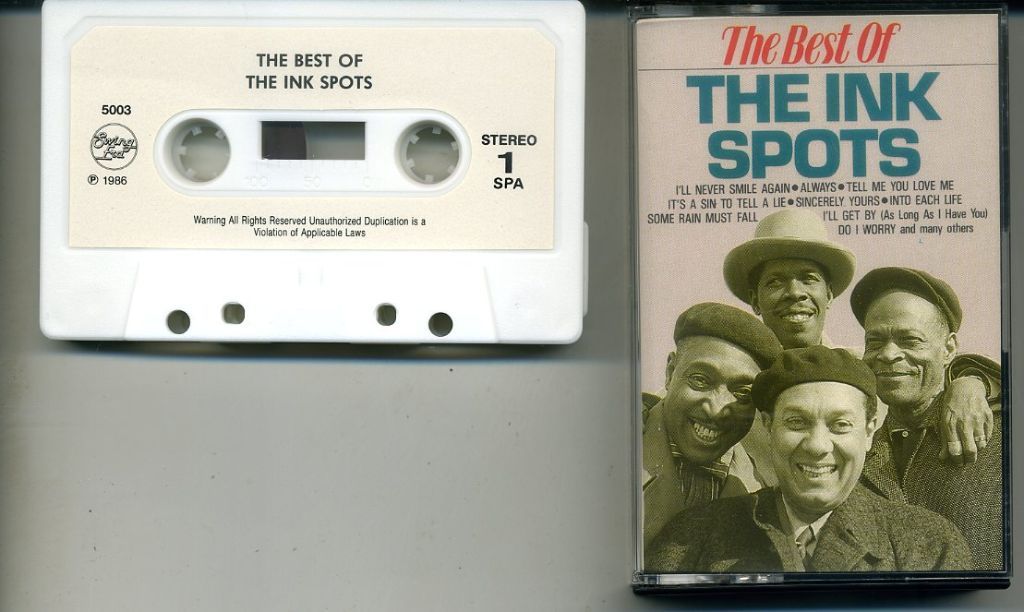 THE BEST OF
THE INK SPOTS
5003
Swing Era
℗ 1986
STEREO
1
SPA
Warning All Rights Reserved Unauthorized Duplication is a
Violation of Applicable Laws
The Best Of
THE INK
SPOTS
I'LL NEVER SMILE AGAIN • ALWAYS • TELL ME YOU LOVE ME
IT'S A SIN TO TELL A LIE • SINCERELY YOURS • INTO EACH LIFE
SOME RAIN MUST FALL I'LL GET BY (As Long As I Have You)
DO I WORRY and many others